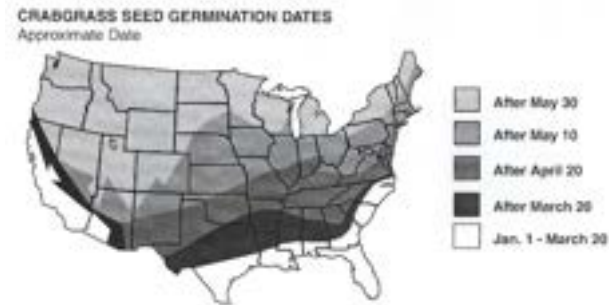 CRABGRASS SEED GERMINATION DATES
Approximate Date
After May 30
After May 10
After April 20
After March 20
Jan. 1 - March 20